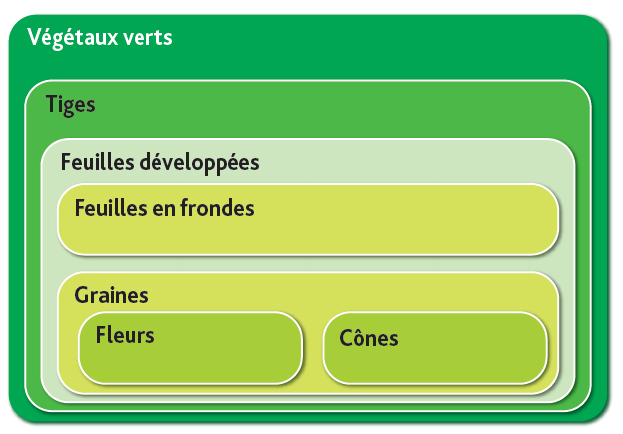 Végétaux verts
Tiges
Feuilles développées
Feuilles en frondes
Graines
Fleurs
Cônes